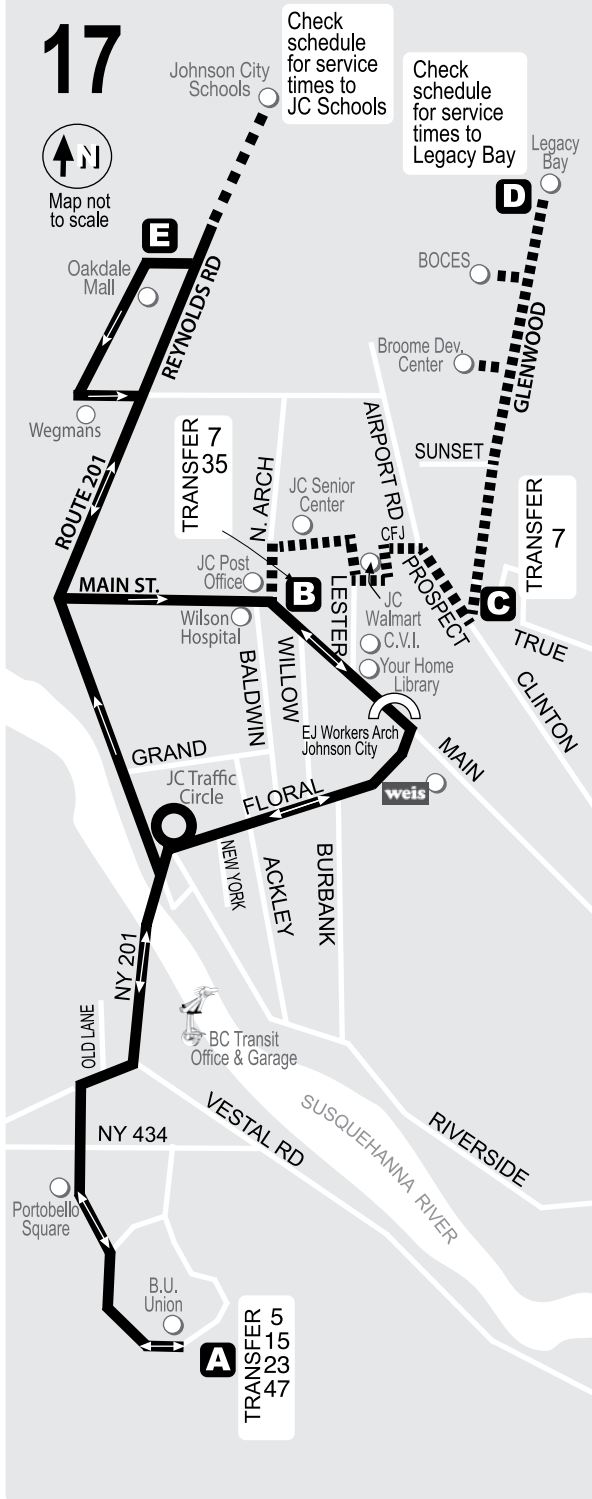 17
N
Map not
to scale
Johnson City
Schools
Check
schedule
for service
times to
JC Schools
Check
schedule
for service
times to
Legacy Bay
Legacy
Bay
D
E
Oakdale
Mall
REYNOLDS RD
BOCES
GLENWOOD
Broome Dev.
Center
Wegmans
ROUTE 201
TRANSFER
7
35
N. ARCH
AIRPORT RD
SUNSET
JC Senior
Center
CFJ
TRANSFER
7
JC Post
Office
MAIN ST.
B
LESTER
PROSPECT
C
JC
Walmart
TRUE
Wilson
Hospital
BALDWIN
WILLOW
C.V.I.
Your Home
Library
CLINTON
EJ Workers Arch
Johnson City
MAIN
GRAND
JC Traffic
Circle
FLORAL
weis
NEW YORK
ACKLEY
BURBANK
NY 201
OLD LANE
BC Transit
Office & Garage
VESTAL RD
SUSQUEHANNA RIVER
RIVERSIDE
NY 434
Portobello
Square
B.U.
Union
A
TRANSFER
5
15
23
47